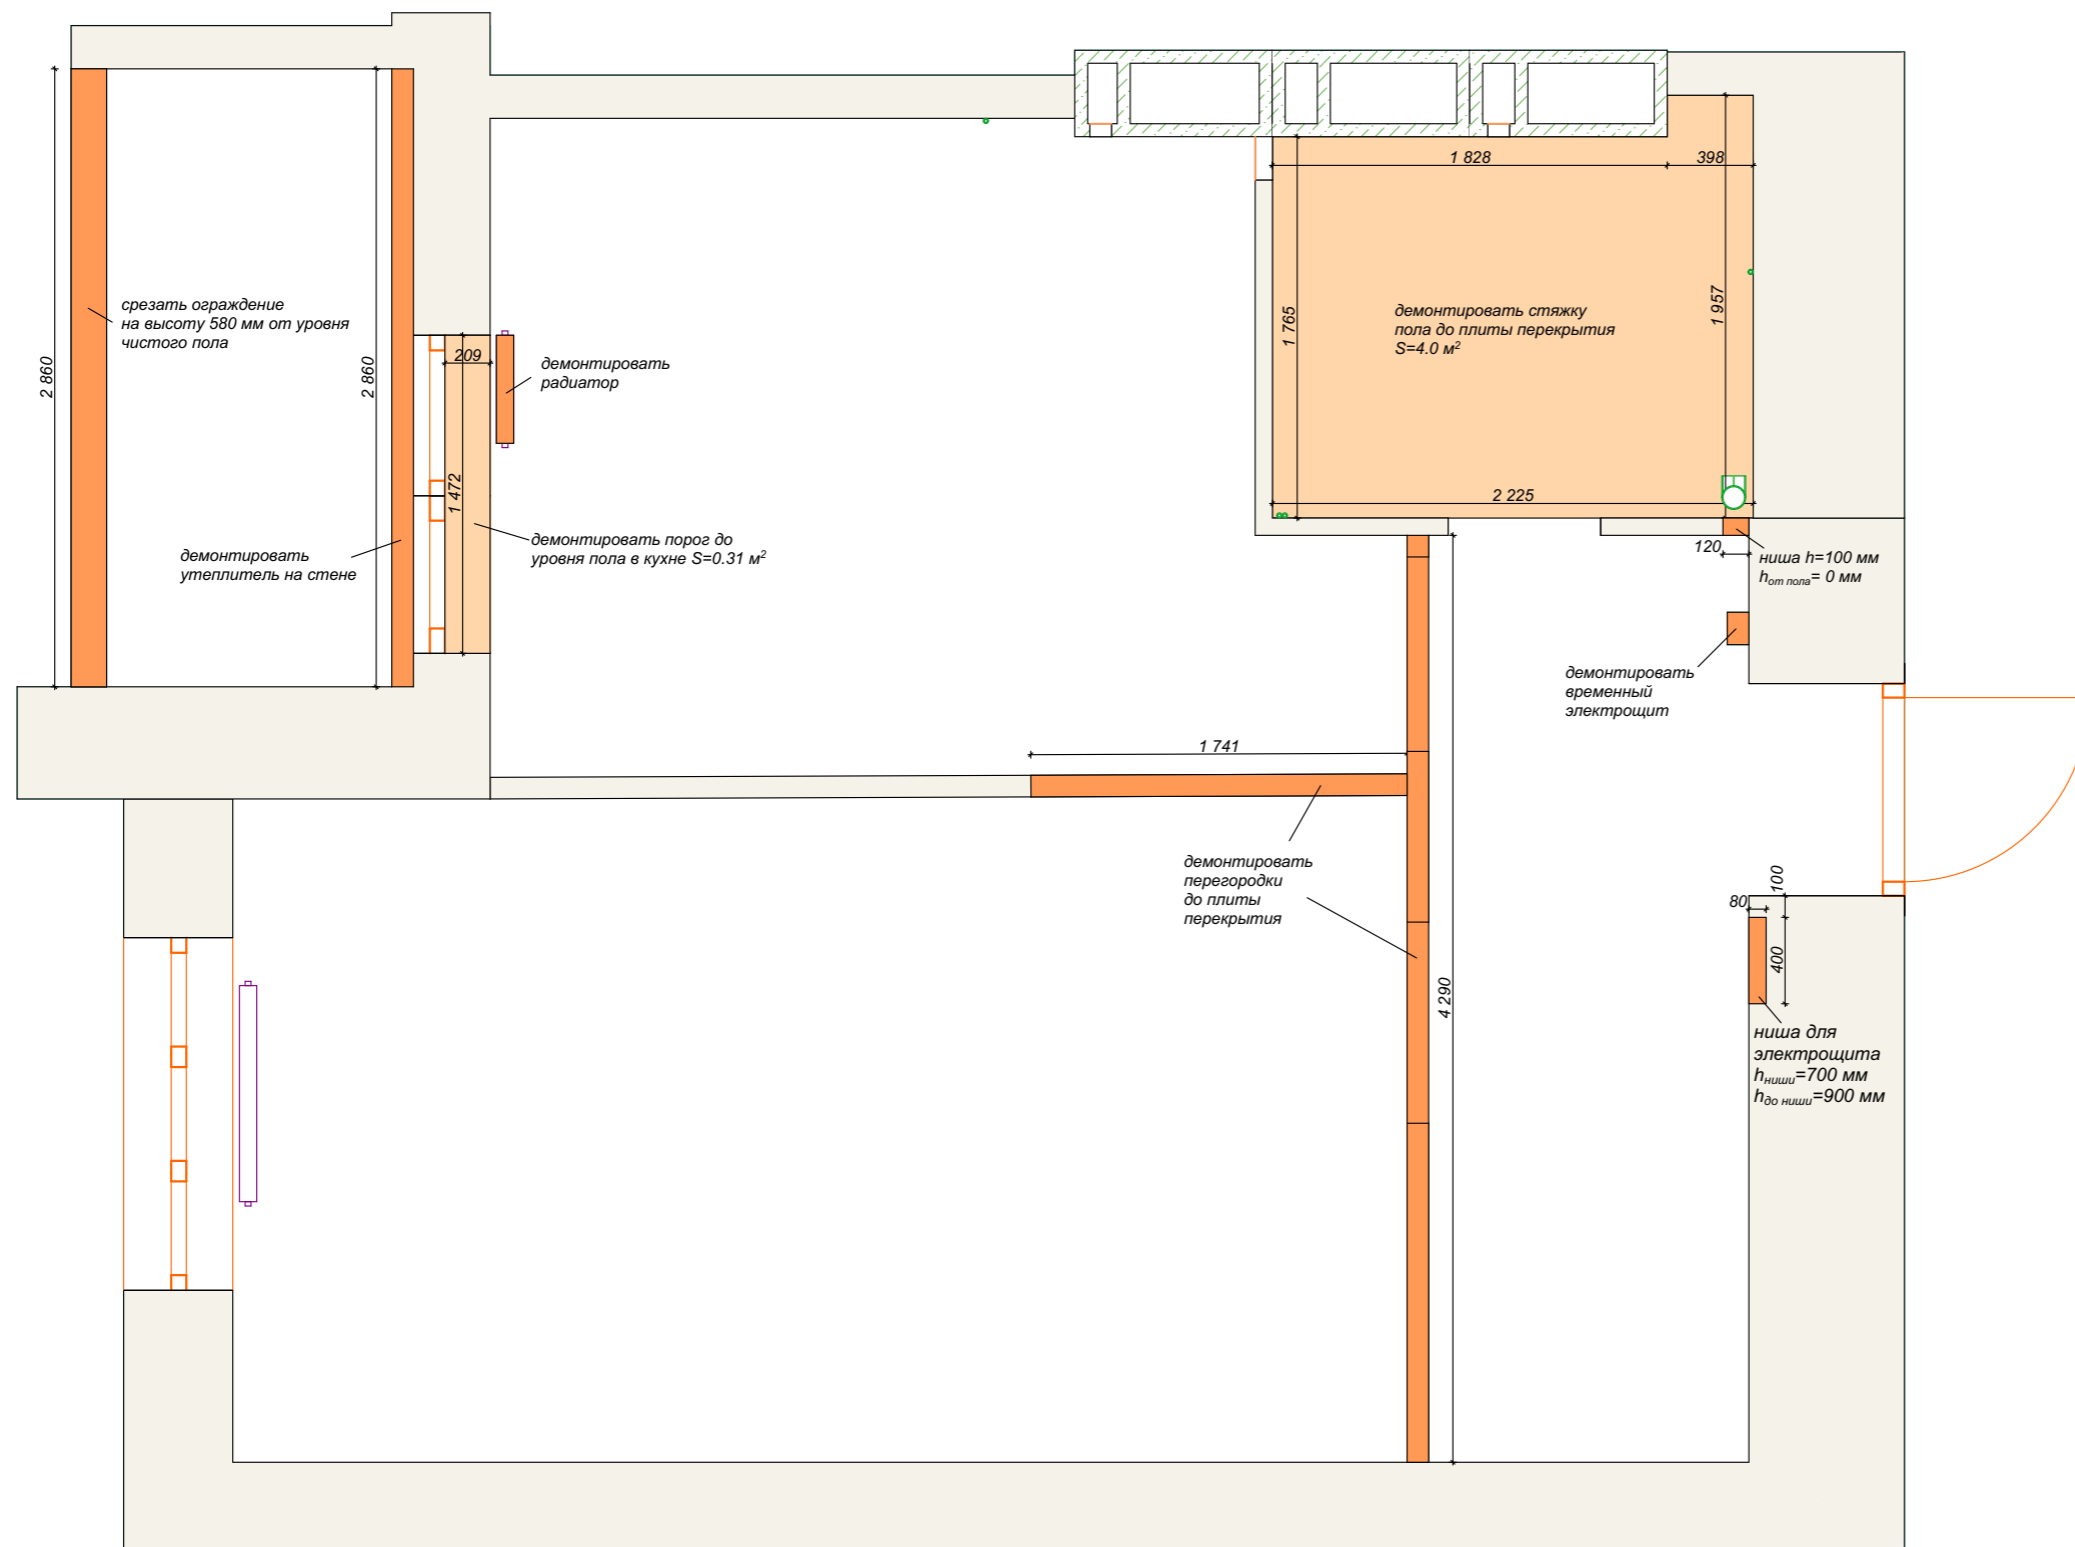 1 828
398
1 765
1 957
демонтировать стяжку
пола до плиты перекрытия
S=4.0 м²
2 225
срезать ограждение
на высоту 580 мм от уровня
чистого пола
2 860
2 860
209
демонтировать
радиатор
1 472
демонтировать порог до
уровня пола в кухне S=0.31 м²
демонтировать
утеплитель на стене
120
ниша h=100 мм
hот пола= 0 мм
демонтировать
временный
электрощит
1 741
демонтировать
перегородки
до плиты
перекрытия
4 290
100
80
400
ниша для
электрощита
hниши=700 мм
hдо ниши=900 мм